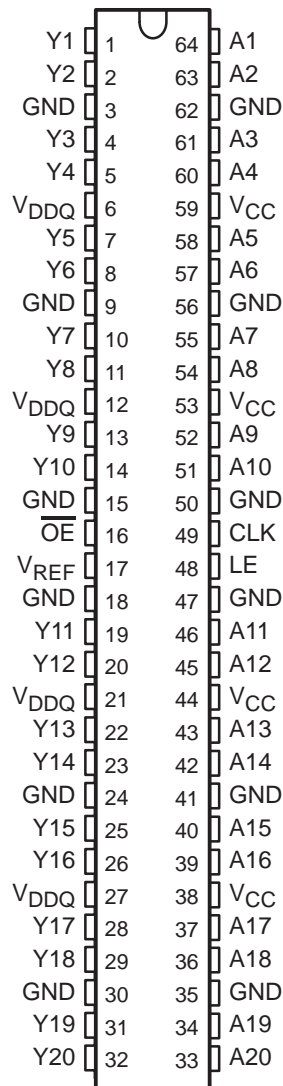 Y1 1 64 A1
Y2 2 63 A2
GND 3 62 GND
Y3 4 61 A3
Y4 5 60 A4
VDDQ 6 59 VCC
Y5 7 58 A5
Y6 8 57 A6
GND 9 56 GND
Y7 10 55 A7
Y8 11 54 A8
VDDQ 12 53 VCC
Y9 13 52 A9
Y10 14 51 A10
GND 15 50 GND
O̅E̅ 16 49 CLK
VREF 17 48 LE
GND 18 47 GND
Y11 19 46 A11
Y12 20 45 A12
VDDQ 21 44 VCC
Y13 22 43 A13
Y14 23 42 A14
GND 24 41 GND
Y15 25 40 A15
Y16 26 39 A16
VDDQ 27 38 VCC
Y17 28 37 A17
Y18 29 36 A18
GND 30 35 GND
Y19 31 34 A19
Y20 32 33 A20